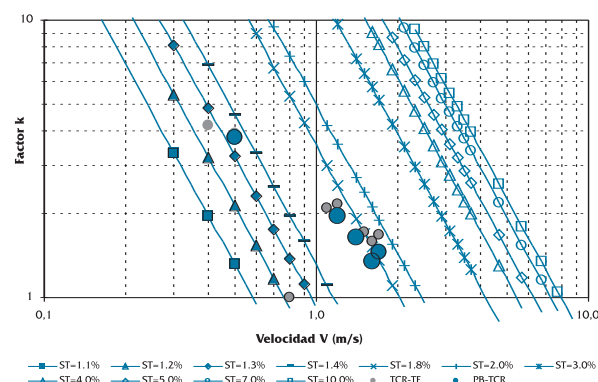 10
Factor k
1
0,1
1,0
10,0
Velocidad V (m/s)
ST=1.1% ST=1.2% ST=1.3% ST=1.4% ST=1.8% ST=2.0% ST=3.0%
ST=4.0% ST=5.0% ST=7.0% ST=10.0% TCR-TF PB-TCR